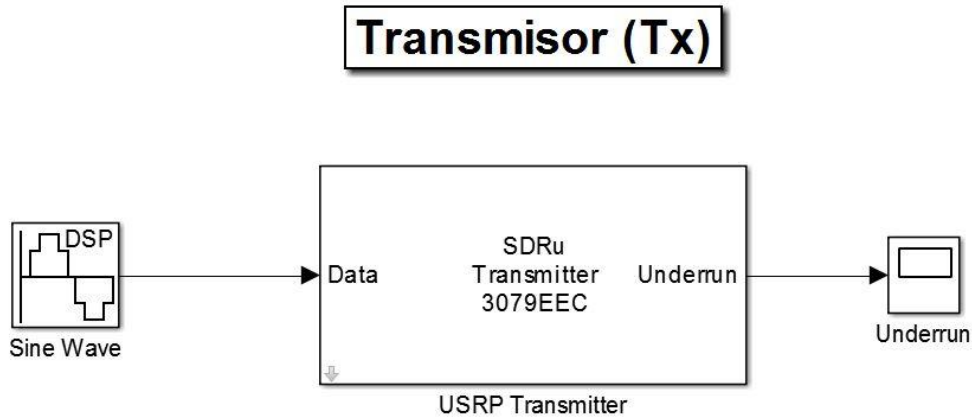 Transmisor (Tx)
DSP
Sine Wave
Data
SDRu
Transmitter
3079EEC
Underrun
USRP Transmitter
Underrun